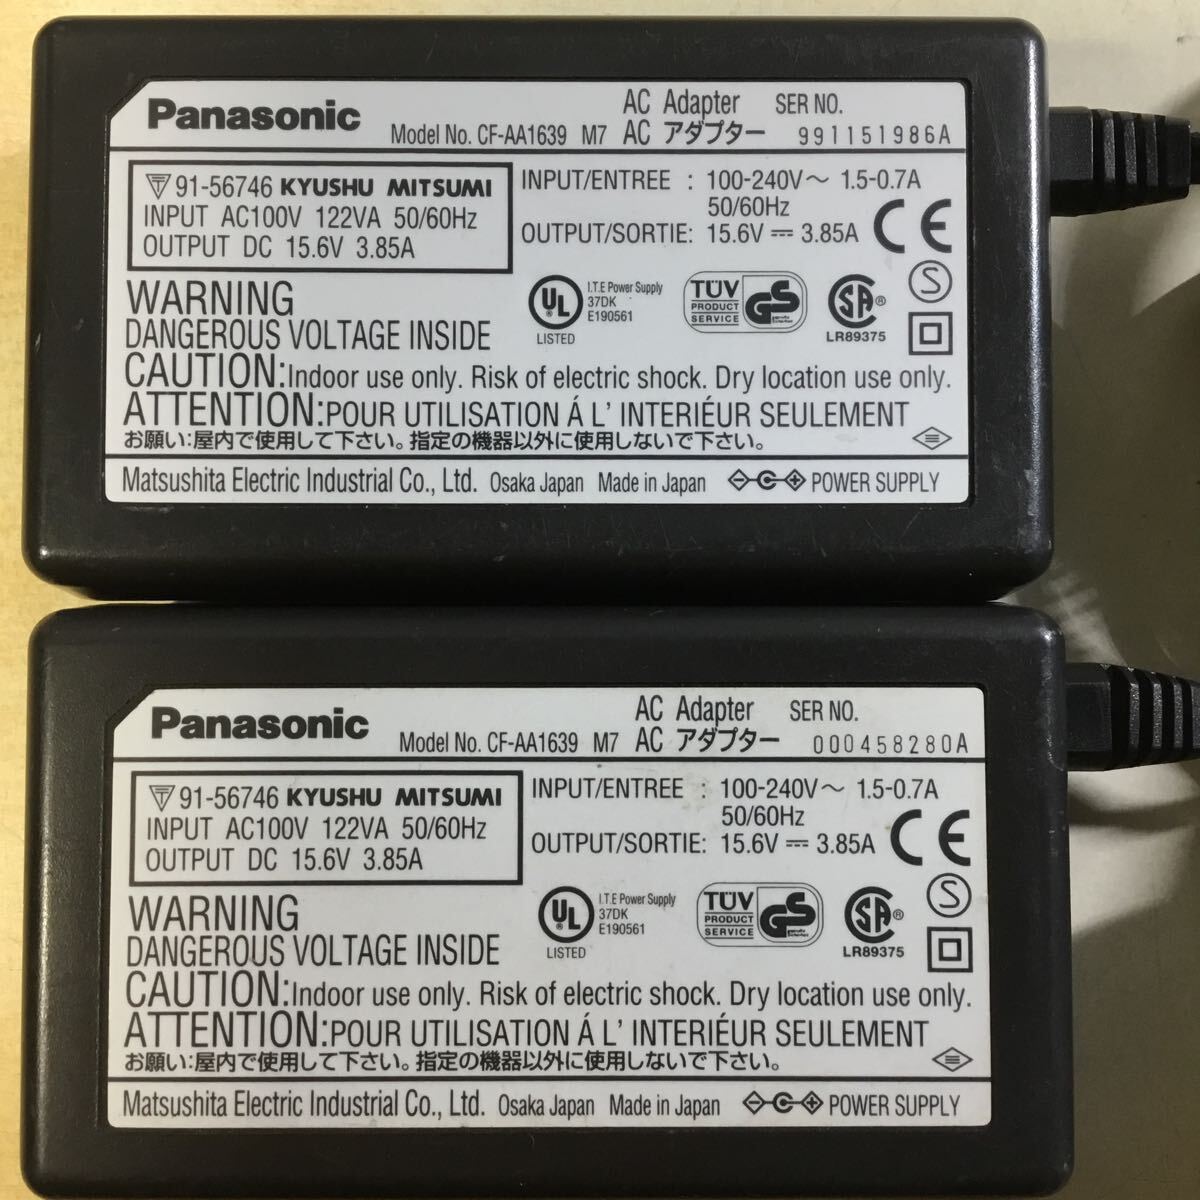 Panasonic
AC Adapter SER NO.
Model No. CF-AA1639 M7 AC アダプター 991151986A
91-56746 KYUSHU MITSUMI
INPUT AC100V 122VA 50/60Hz
OUTPUT DC 15.6V 3.85A
INPUT/ENTREE : 100-240V～ 1.5-0.7A
50/60Hz
OUTPUT/SORTIE: 15.6V ⎓ 3.85A
CE
S
WARNING
DANGEROUS VOLTAGE INSIDE
UL
LISTED
I.T.E Power Supply
37DK
E190561
TÜV
PRODUCT
SERVICE
GS
SA®
LR89375
CAUTION:Indoor use only. Risk of electric shock. Dry location use only.
ATTENTION:POUR UTILISATION Á L' INTERIÉUR SEULEMENT
お願い:屋内で使用して下さい。指定の機器以外に使用しないで下さい。
Matsushita Electric Industrial Co., Ltd. Osaka Japan Made in Japan POWER SUPPLY
Panasonic
AC Adapter SER NO.
Model No. CF-AA1639 M7 AC アダプター 000458280A
91-56746 KYUSHU MITSUMI
INPUT AC100V 122VA 50/60Hz
OUTPUT DC 15.6V 3.85A
INPUT/ENTREE : 100-240V～ 1.5-0.7A
50/60Hz
OUTPUT/SORTIE: 15.6V ⎓ 3.85A
CE
S
WARNING
DANGEROUS VOLTAGE INSIDE
UL
LISTED
I.T.E Power Supply
37DK
E190561
TÜV
PRODUCT
SERVICE
GS
SA®
LR89375
CAUTION:Indoor use only. Risk of electric shock. Dry location use only.
ATTENTION:POUR UTILISATION Á L' INTERIÉUR SEULEMENT
お願い:屋内で使用して下さい。指定の機器以外に使用しないで下さい。
Matsushita Electric Industrial Co., Ltd. Osaka Japan Made in Japan POWER SUPPLY